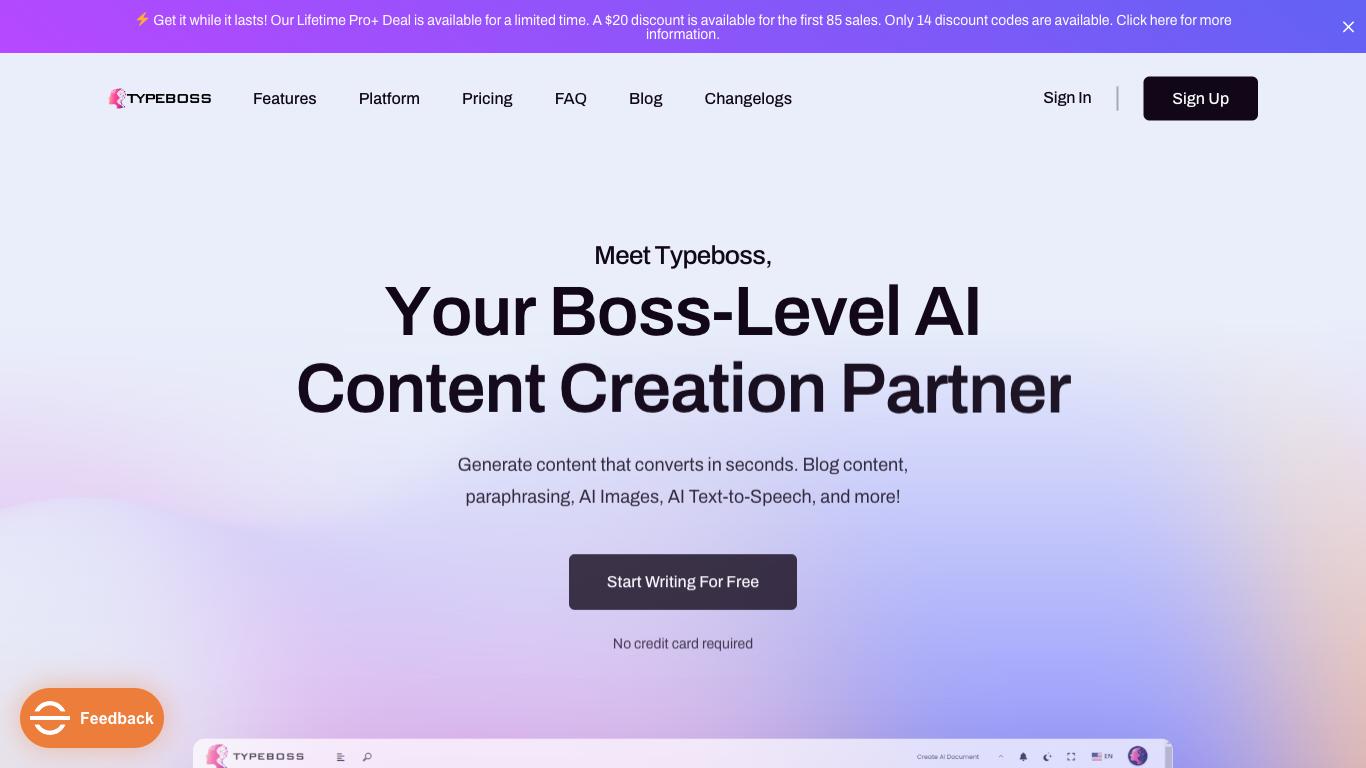 ⚡ Get it while it lasts! Our Lifetime Pro+ Deal is available for a limited time. A $20 discount is available for the first 85 sales. Only 14 discount codes are available. Click here for more
information.
TYPEBOSS
Features
Platform
Pricing
FAQ
Blog
Changelogs
Sign In
Sign Up
Meet Typeboss,
Your Boss-Level AI
Content Creation Partner
Generate content that converts in seconds. Blog content,
paraphrasing, AI Images, AI Text-to-Speech, and more!
Start Writing For Free
No credit card required
Feedback
TYPEBOSS
Create AI Document
EN